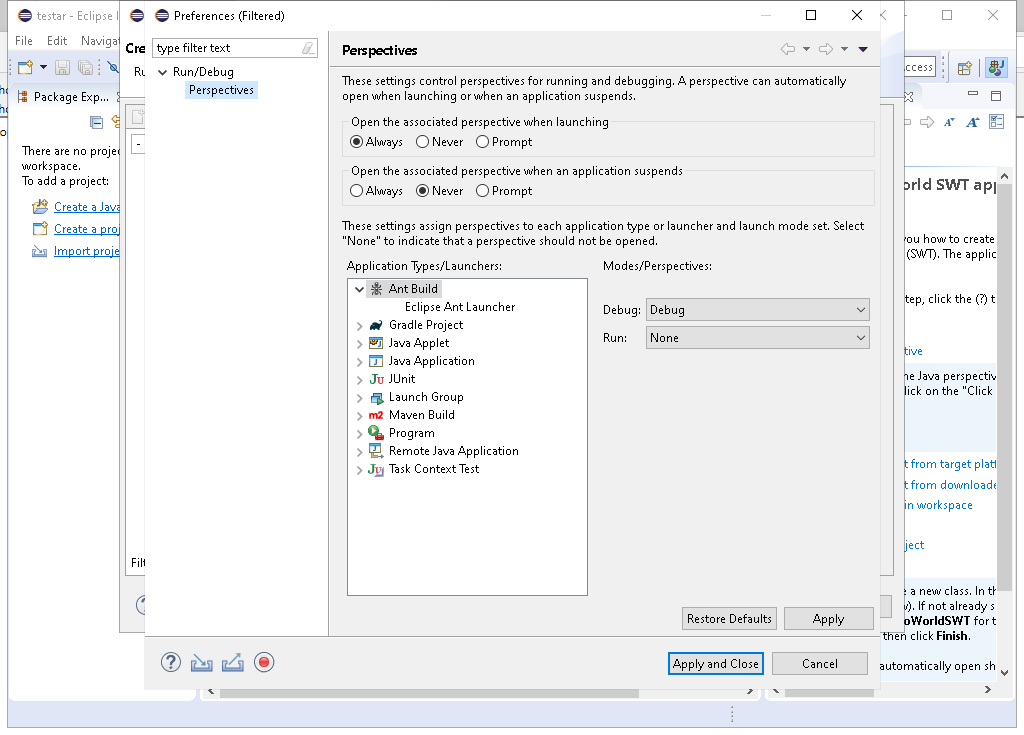 testar - Eclipse I
Preferences (Filtered)
File Edit Navigat
Cre
type filter text
Perspectives
Ru
Run/Debug
Perspectives
ccess
Package Exp...
These settings control perspectives for running and debugging. A perspective can automatically
open when launching or when an application suspends.
Open the associated perspective when launching
Always Never Prompt
There are no projec
workspace.
To add a project:
Open the associated perspective when an application suspends
Always Never Prompt
Create a Java
Create a proj
Import proje
These settings assign perspectives to each application type or launcher and launch mode set. Select
"None" to indicate that a perspective should not be opened.
Application Types/Launchers:
Modes/Perspectives:
Ant Build
Eclipse Ant Launcher
Gradle Project
Java Applet
Java Application
JUnit
Launch Group
Maven Build
Program
Remote Java Application
Task Context Test
Debug: Debug
Run: None
Filt
Restore Defaults Apply
Apply and Close Cancel
orld SWT app
you how to create
(SWT). The applic
tep, click the (?) t
tive
he Java perspectiv
lick on the "Click
t from target platf
t from downloade
in workspace
ject
e a new class. In th
w). If not already s
oWorldSWT for t
then click Finish.
automatically open sh